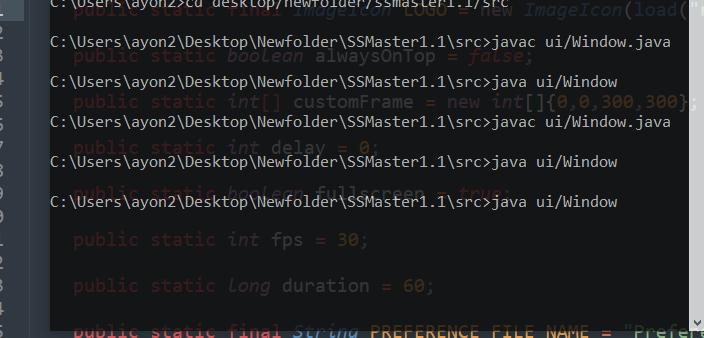 C:\Users\ayon2>cd desktop/newfolder/ssmaster1.1/src
public static final ImageIcon LOGO = new ImageIcon(load("
C:\Users\ayon2\Desktop\Newfolder\SSMaster1.1\src>javac ui/Window.java
public static boolean alwaysOnTop = false;
C:\Users\ayon2\Desktop\Newfolder\SSMaster1.1\src>java ui/Window
public static int[] customFrame = new int[]{0,0,300,300};
C:\Users\ayon2\Desktop\Newfolder\SSMaster1.1\src>javac ui/Window.java
public static int delay = 0;
C:\Users\ayon2\Desktop\Newfolder\SSMaster1.1\src>java ui/Window
public static boolean fullscreen = true;
C:\Users\ayon2\Desktop\Newfolder\SSMaster1.1\src>java ui/Window
public static int fps = 30;
public static long duration = 60;
public static final String PREFERENCE_FILE_NAME = "Prefer